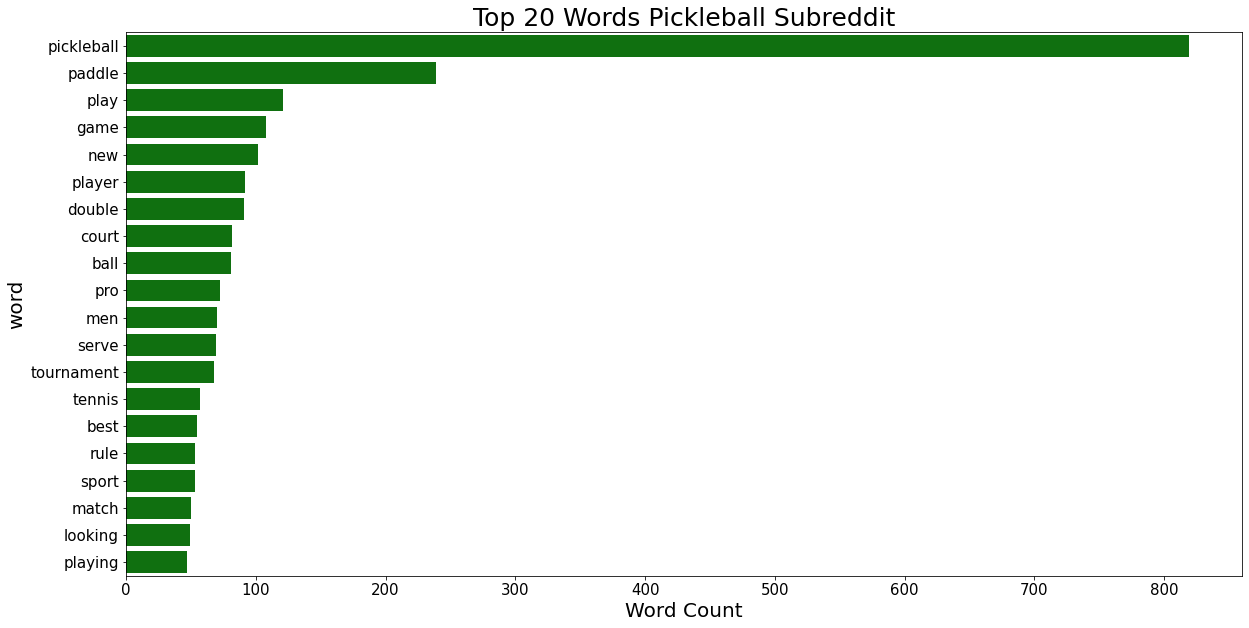 Top 20 Words Pickleball Subreddit
pickleball
paddle
play
game
new
player
double
court
ball
pro
men
serve
tournament
tennis
best
rule
sport
match
looking
playing
word
0 100 200 300 400 500 600 700 800
Word Count